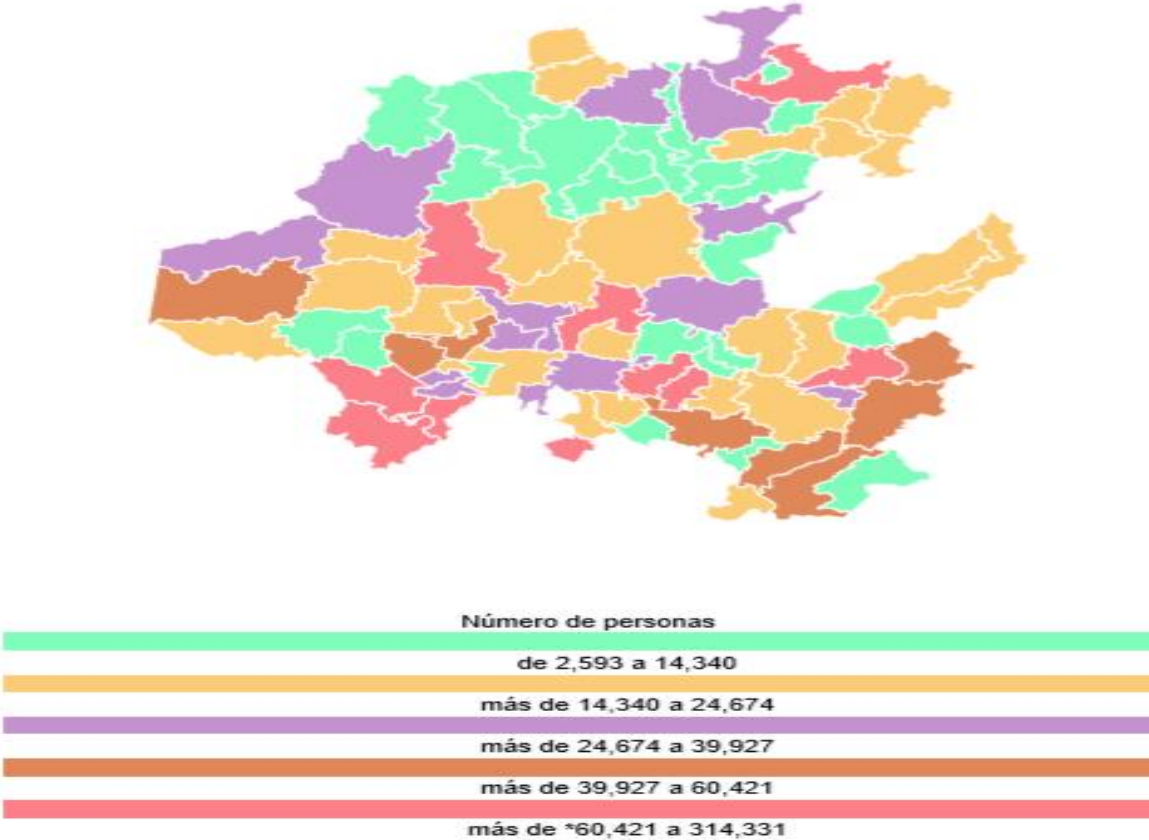 Número de personas
de 2,593 a 14,340
más de 14,340 a 24,674
más de 24,674 a 39,927
más de 39,927 a 60,421
más de *60,421 a 314,331